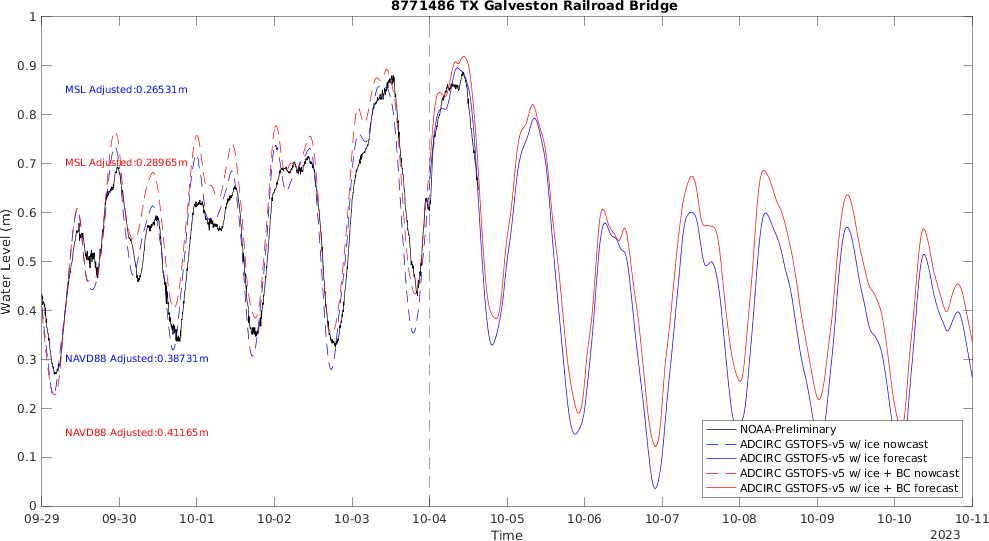 8771486 TX Galveston Railroad Bridge
Water Level (m)
1
0.9
0.8
0.7
0.6
0.5
0.4
0.3
0.2
0.1
0
MSL Adjusted:0.26531m
MSL Adjusted:0.28965m
NAVD88 Adjusted:0.38731m
NAVD88 Adjusted:0.41165m
NOAA-Preliminary
ADCIRC GSTOFS-v5 w/ ice nowcast
ADCIRC GSTOFS-v5 w/ ice forecast
ADCIRC GSTOFS-v5 w/ ice + BC nowcast
ADCIRC GSTOFS-v5 w/ ice + BC forecast
09-29 09-30 10-01 10-02 10-03 10-04 10-05 10-06 10-07 10-08 10-09 10-10 10-11
Time
2023